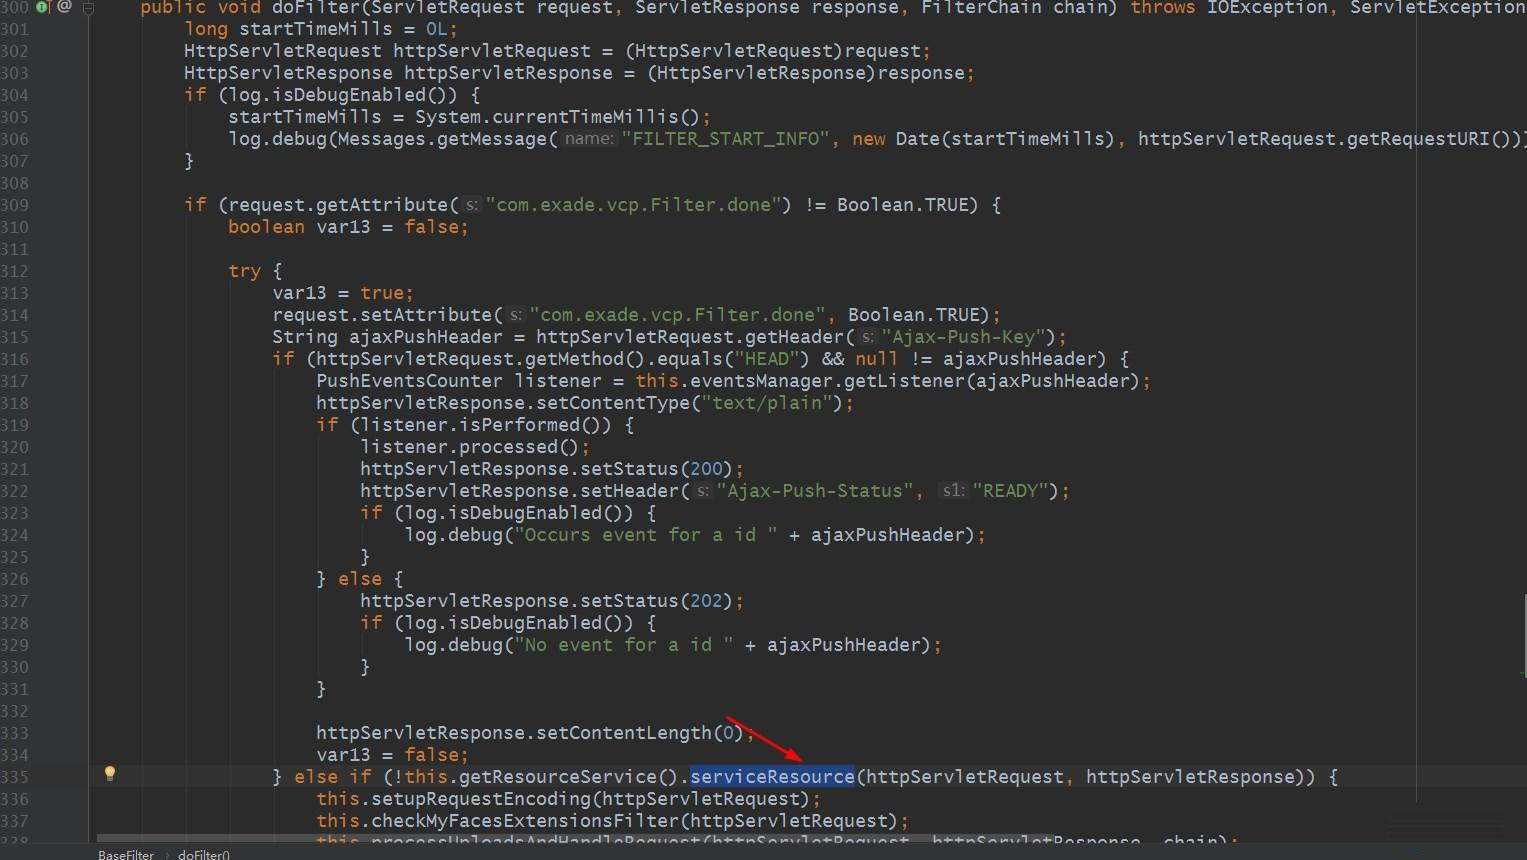 300 @ public void doFilter(ServletRequest request, ServletResponse response, FilterChain chain) throws IOException, ServletException
301 long startTimeMills = 0L;
302 HttpServletRequest httpServletRequest = (HttpServletRequest)request;
303 HttpServletResponse httpServletResponse = (HttpServletResponse)response;
304 if (log.isDebugEnabled()) {
305 startTimeMills = System.currentTimeMillis();
306 log.debug(Messages.getMessage( name: "FILTER_START_INFO", new Date(startTimeMills), httpServletRequest.getRequestURI()))
307 }
308
309 if (request.getAttribute( s: "com.exade.vcp.Filter.done") != Boolean.TRUE) {
310 boolean var13 = false;
311
312 try {
313 var13 = true;
314 request.setAttribute( s: "com.exade.vcp.Filter.done", Boolean.TRUE);
315 String ajaxPushHeader = httpServletRequest.getHeader( s: "Ajax-Push-Key");
316 if (httpServletRequest.getMethod().equals("HEAD") && null != ajaxPushHeader) {
317 PushEventsCounter listener = this.eventsManager.getListener(ajaxPushHeader);
318 httpServletResponse.setContentType("text/plain");
319 if (listener.isPerformed()) {
320 listener.processed();
321 httpServletResponse.setStatus(200);
322 httpServletResponse.setHeader( s: "Ajax-Push-Status", s1: "READY");
323 if (log.isDebugEnabled()) {
324 log.debug("Occurs event for a id " + ajaxPushHeader);
325 }
326 } else {
327 httpServletResponse.setStatus(202);
328 if (log.isDebugEnabled()) {
329 log.debug("No event for a id " + ajaxPushHeader);
330 }
331 }
332
333 httpServletResponse.setContentLength(0);
334 var13 = false;
335 } else if (!this.getResourceService().serviceResource(httpServletRequest, httpServletResponse)) {
336 this.setupRequestEncoding(httpServletRequest);
337 this.checkMyFacesExtensionsFilter(httpServletRequest);
338 this.processUploadsAndHandleRequest(httpServletRequest, httpServletResponse, chain);
BaseFilter › doFilter()